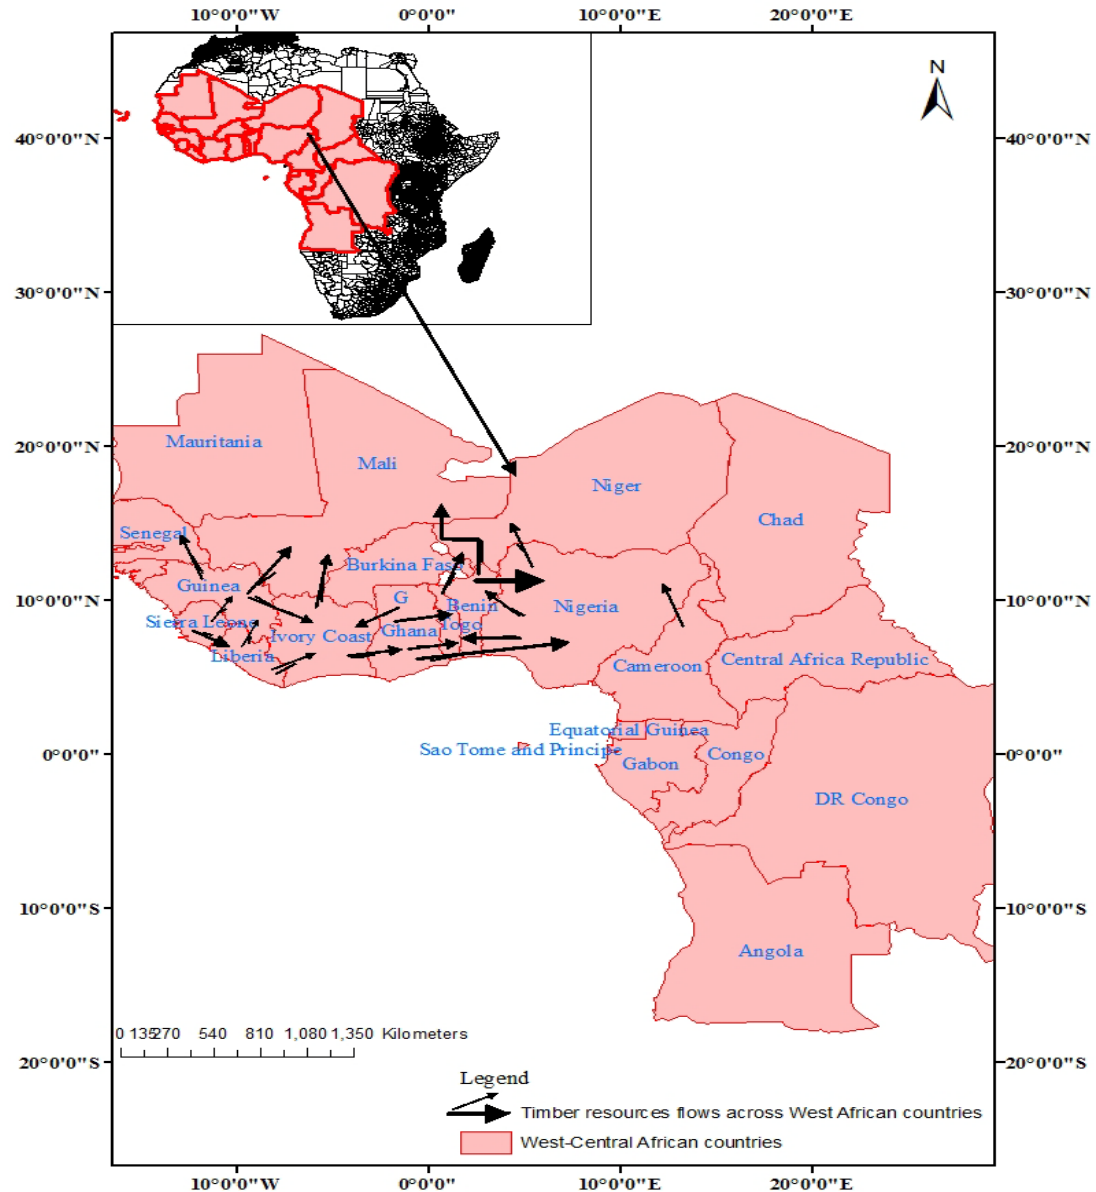 10°0'0"W 0°0'0" 10°0'0"E 20°0'0"E
N
40°0'0"N 40°0'0"N
30°0'0"N 30°0'0"N
20°0'0"N 20°0'0"N
Mauritania
Mali
Niger
Chad
Senegal
Burkina Faso
Guinea
G
10°0'0"N 10°0'0"N
Benin
Nigeria
Sierra Leone
Togo
Ghana
Ivory Coast
Liberia
Cameroon
Central Africa Republic
Equatorial Guinea
Sao Tome and Principe
0°0'0" 0°0'0"
Congo
Gabon
DR Congo
10°0'0"S 10°0'0"S
Angola
0 135 270 540 810 1,080 1,350 Kilometers
20°0'0"S 20°0'0"S
Legend
Timber resources flows across West African countries
West-Central African countries
10°0'0"W 0°0'0" 10°0'0"E 20°0'0"E